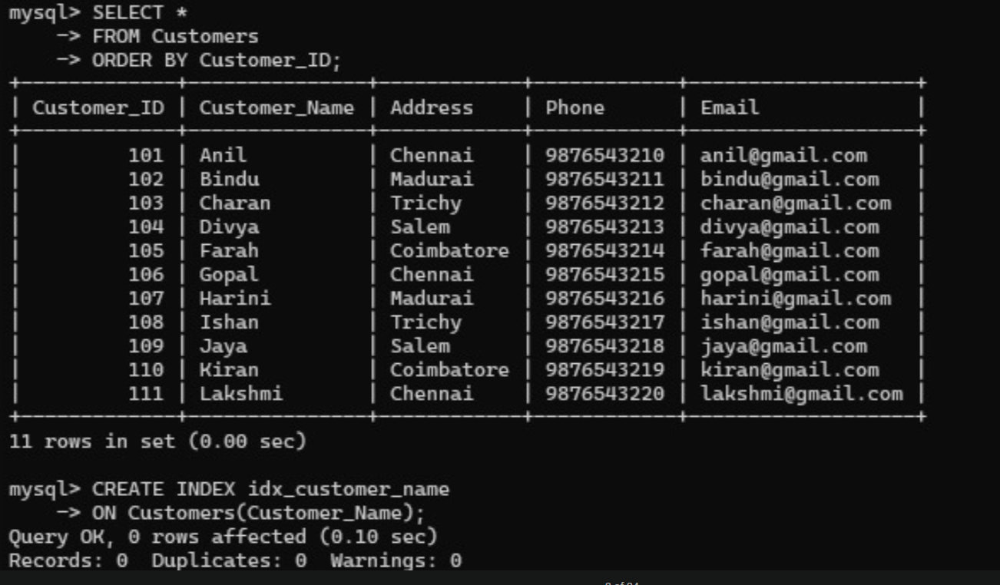 mysql> SELECT *
    -> FROM Customers
    -> ORDER BY Customer_ID;
+-------------+---------------+------------+------------+-------------------+
| Customer_ID | Customer_Name | Address    | Phone      | Email             |
+-------------+---------------+------------+------------+-------------------+
|         101 | Anil          | Chennai    | 9876543210 | anil@gmail.com    |
|         102 | Bindu         | Madurai    | 9876543211 | bindu@gmail.com   |
|         103 | Charan        | Trichy     | 9876543212 | charan@gmail.com  |
|         104 | Divya         | Salem      | 9876543213 | divya@gmail.com   |
|         105 | Farah         | Coimbatore | 9876543214 | farah@gmail.com   |
|         106 | Gopal         | Chennai    | 9876543215 | gopal@gmail.com   |
|         107 | Harini        | Madurai    | 9876543216 | harini@gmail.com  |
|         108 | Ishan         | Trichy     | 9876543217 | ishan@gmail.com   |
|         109 | Jaya          | Salem      | 9876543218 | jaya@gmail.com    |
|         110 | Kiran         | Coimbatore | 9876543219 | kiran@gmail.com   |
|         111 | Lakshmi       | Chennai    | 9876543220 | lakshmi@gmail.com |
+-------------+---------------+------------+------------+-------------------+
11 rows in set (0.00 sec)
mysql> CREATE INDEX idx_customer_name
    -> ON Customers(Customer_Name);
Query OK, 0 rows affected (0.10 sec)
Records: 0  Duplicates: 0  Warnings: 0